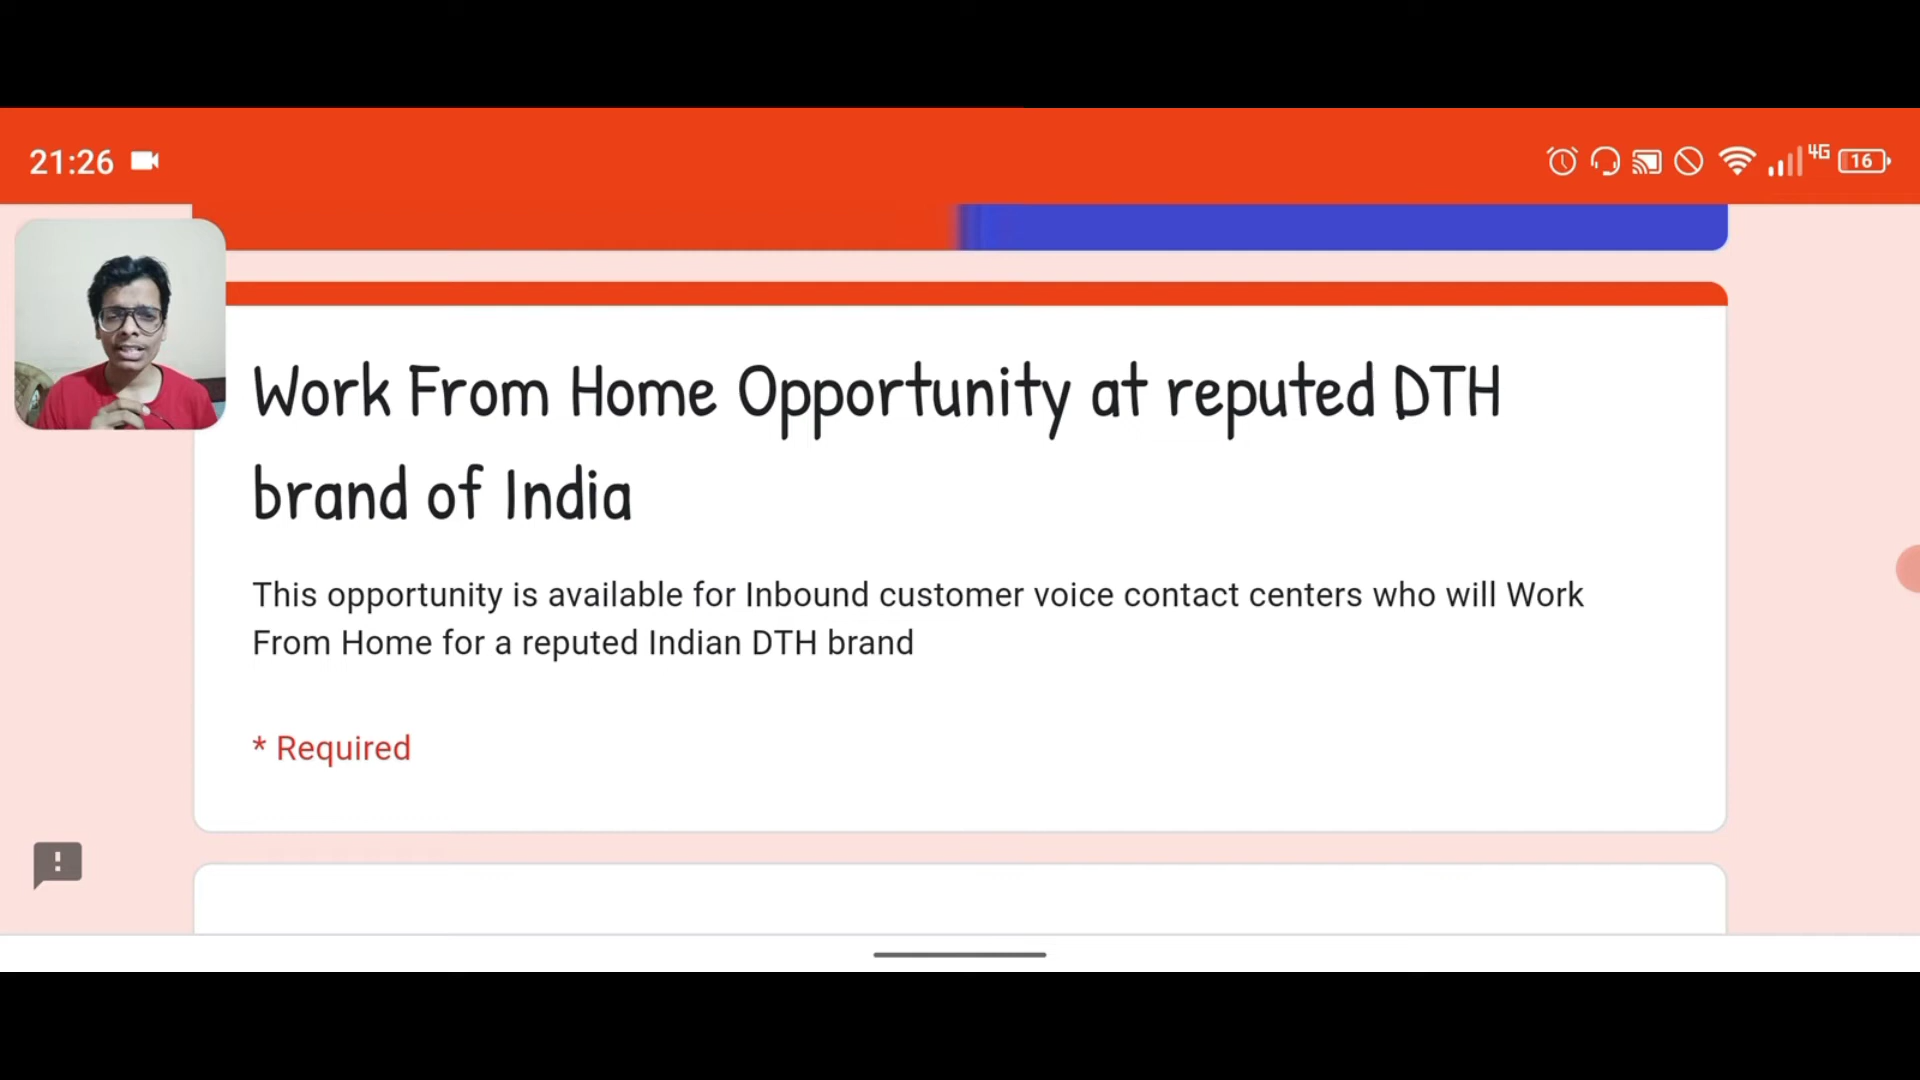 21:26
4G
16
Work From Home Opportunity at reputed DTH
brand of India
This opportunity is available for Inbound customer voice contact centers who will Work
From Home for a reputed Indian DTH brand
* Required